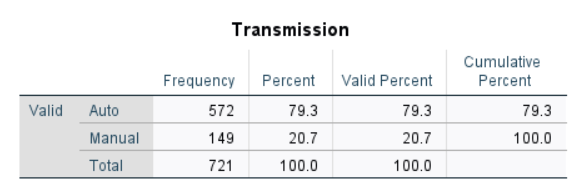 Transmission
Frequency Percent Valid Percent Cumulative Percent
Valid Auto 572 79.3 79.3 79.3
Manual 149 20.7 20.7 100.0
Total 721 100.0 100.0